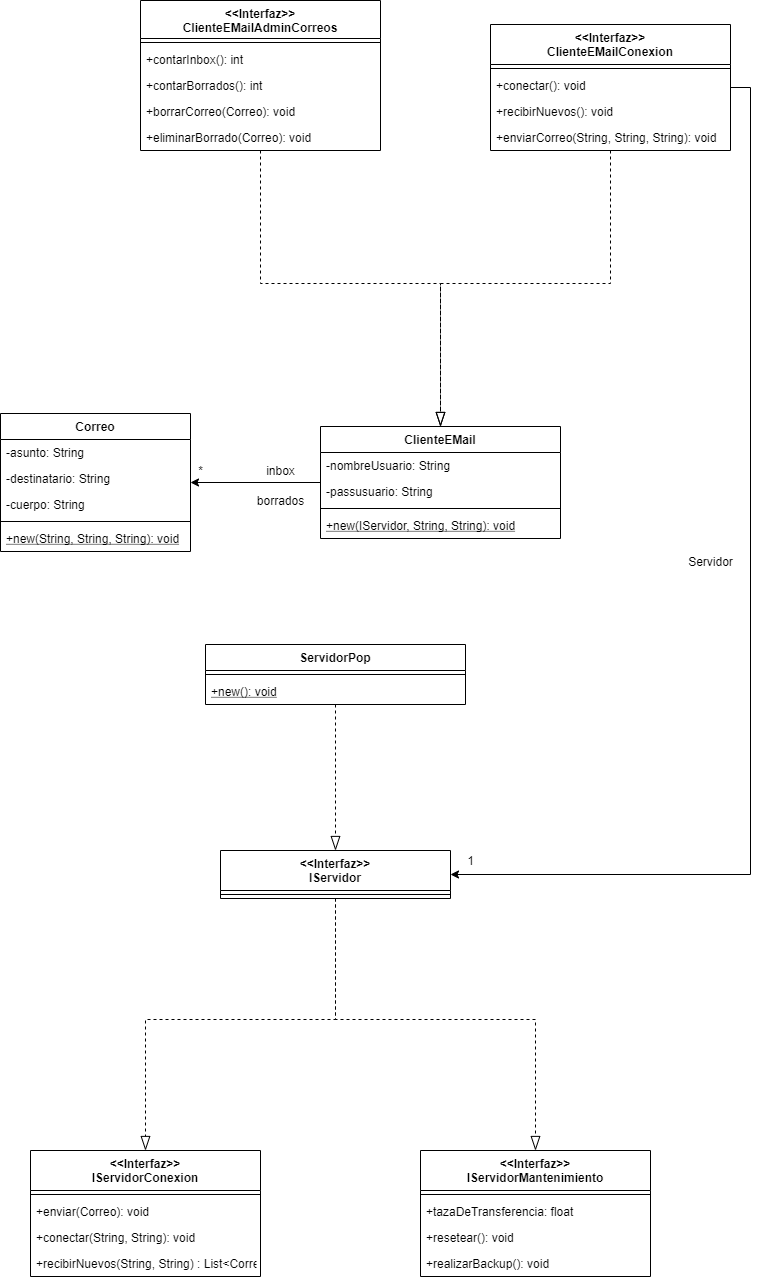 <<Interfaz>>
ClienteEMailAdminCorreos
+contarInbox(): int
+contarBorrados(): int
+borrarCorreo(Correo): void
+eliminarBorrado(Correo): void
<<Interfaz>>
ClienteEMailConexion
+conectar(): void
+recibirNuevos(): void
+enviarCorreo(String, String, String): void
Correo
-asunto: String
-destinatario: String
-cuerpo: String
+new(String, String, String): void
*
inbox
borrados
ClienteEMail
-nombreUsuario: String
-passusuario: String
+new(IServidor, String, String): void
Servidor
ServidorPop
+new(): void
<<Interfaz>>
IServidor
1
<<Interfaz>>
IServidorConexion
+enviar(Correo): void
+conectar(String, String): void
+recibirNuevos(String, String) : List<Corre
<<Interfaz>>
IServidorMantenimiento
+tazaDeTransferencia: float
+resetear(): void
+realizarBackup(): void